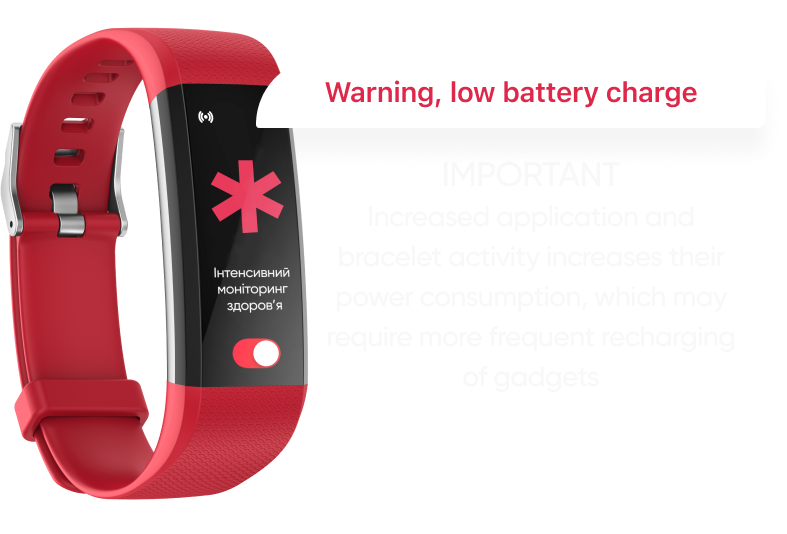 Warning, low battery charge
IMPORTANT
Increased application and
bracelet activity increases their
power consumption, which may
require more frequent recharging
of gadgets
Інтенсивний
моніторинг
здоров’я